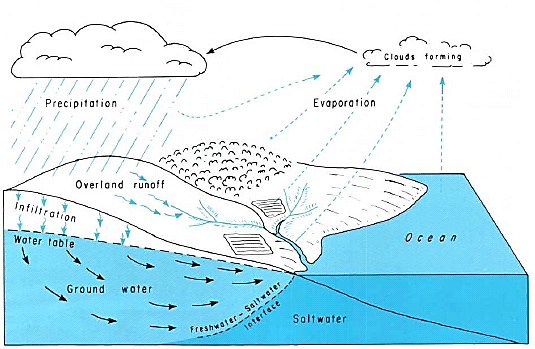 Clouds forming
Precipitation
Evaporation
Overland runoff
Infiltration
Water table
Ocean
Ground water
Freshwater-Saltwater
Interface
Saltwater